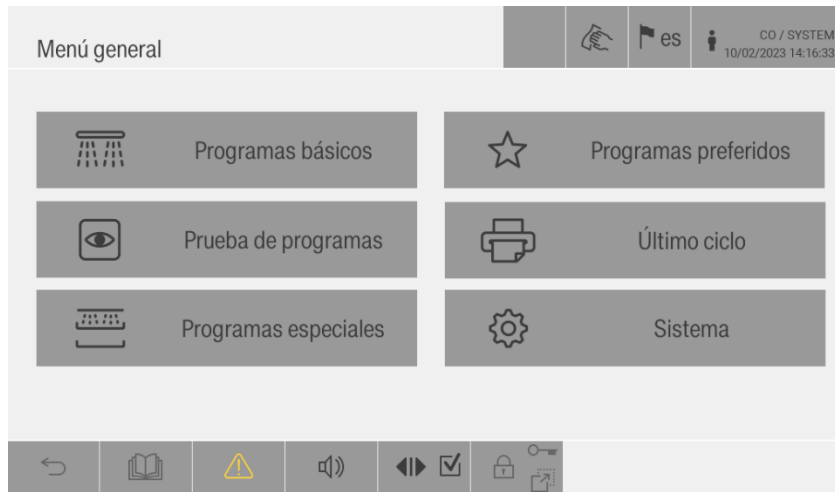 Menú general
es
CO / SYSTEM
10/02/2023 14:16:33
Programas básicos
Programas preferidos
Prueba de programas
Último ciclo
Programas especiales
Sistema